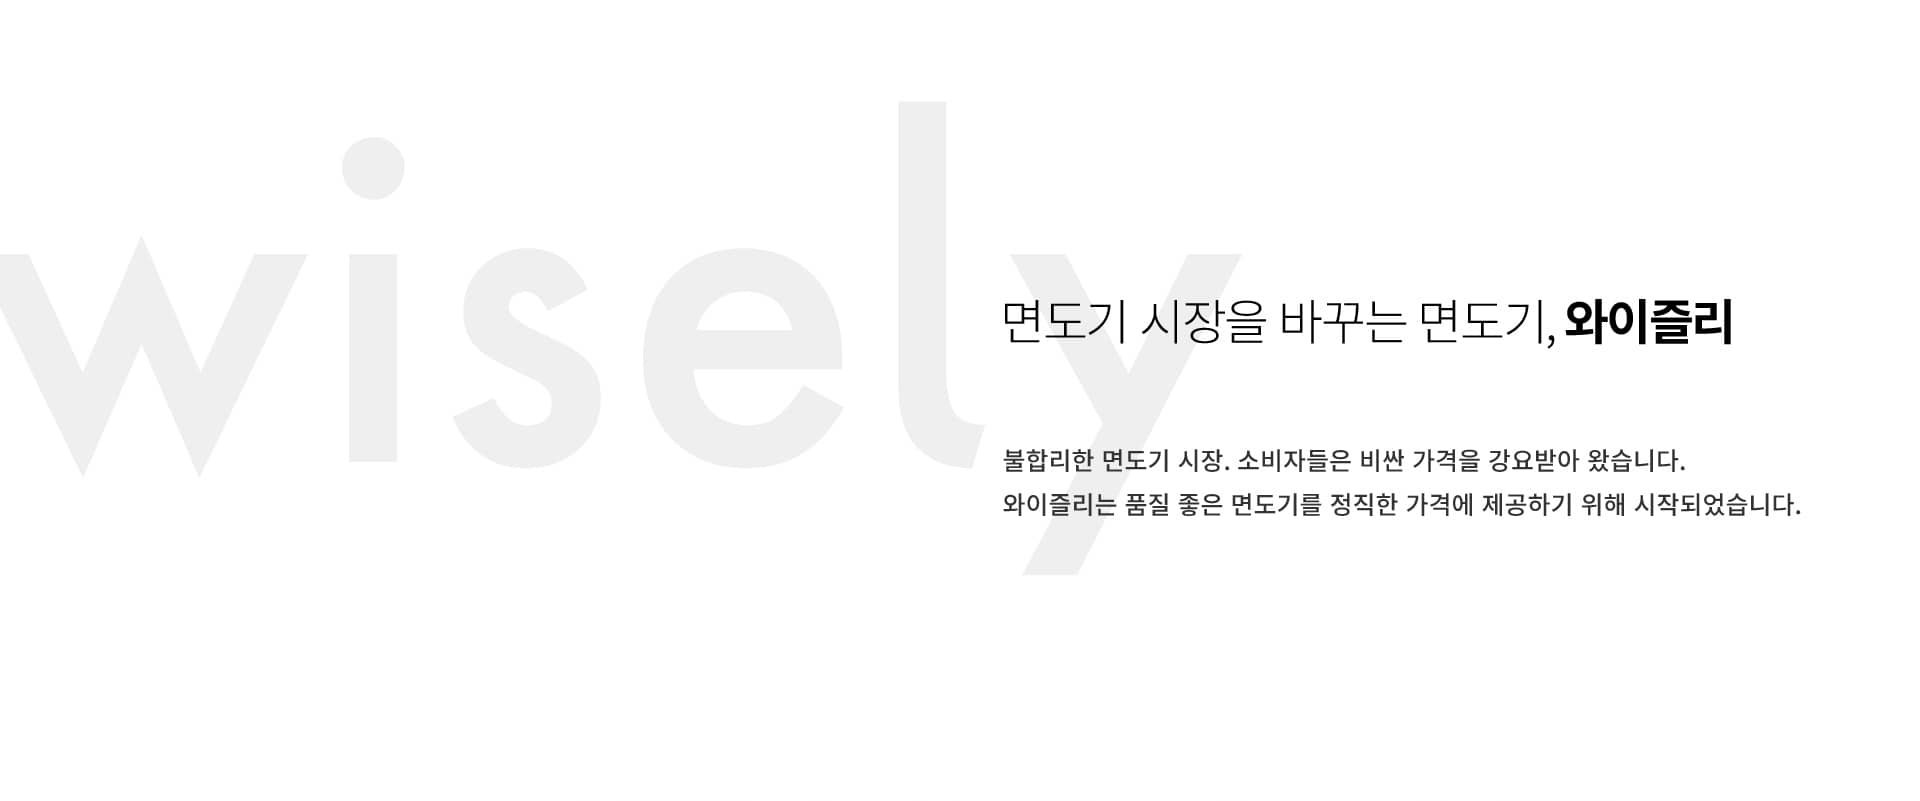 wisely
면도기 시장을 바꾸는 면도기, 와이즐리
불합리한 면도기 시장. 소비자들은 비싼 가격을 강요받아 왔습니다.
와이즐리는 품질 좋은 면도기를 정직한 가격에 제공하기 위해 시작되었습니다.